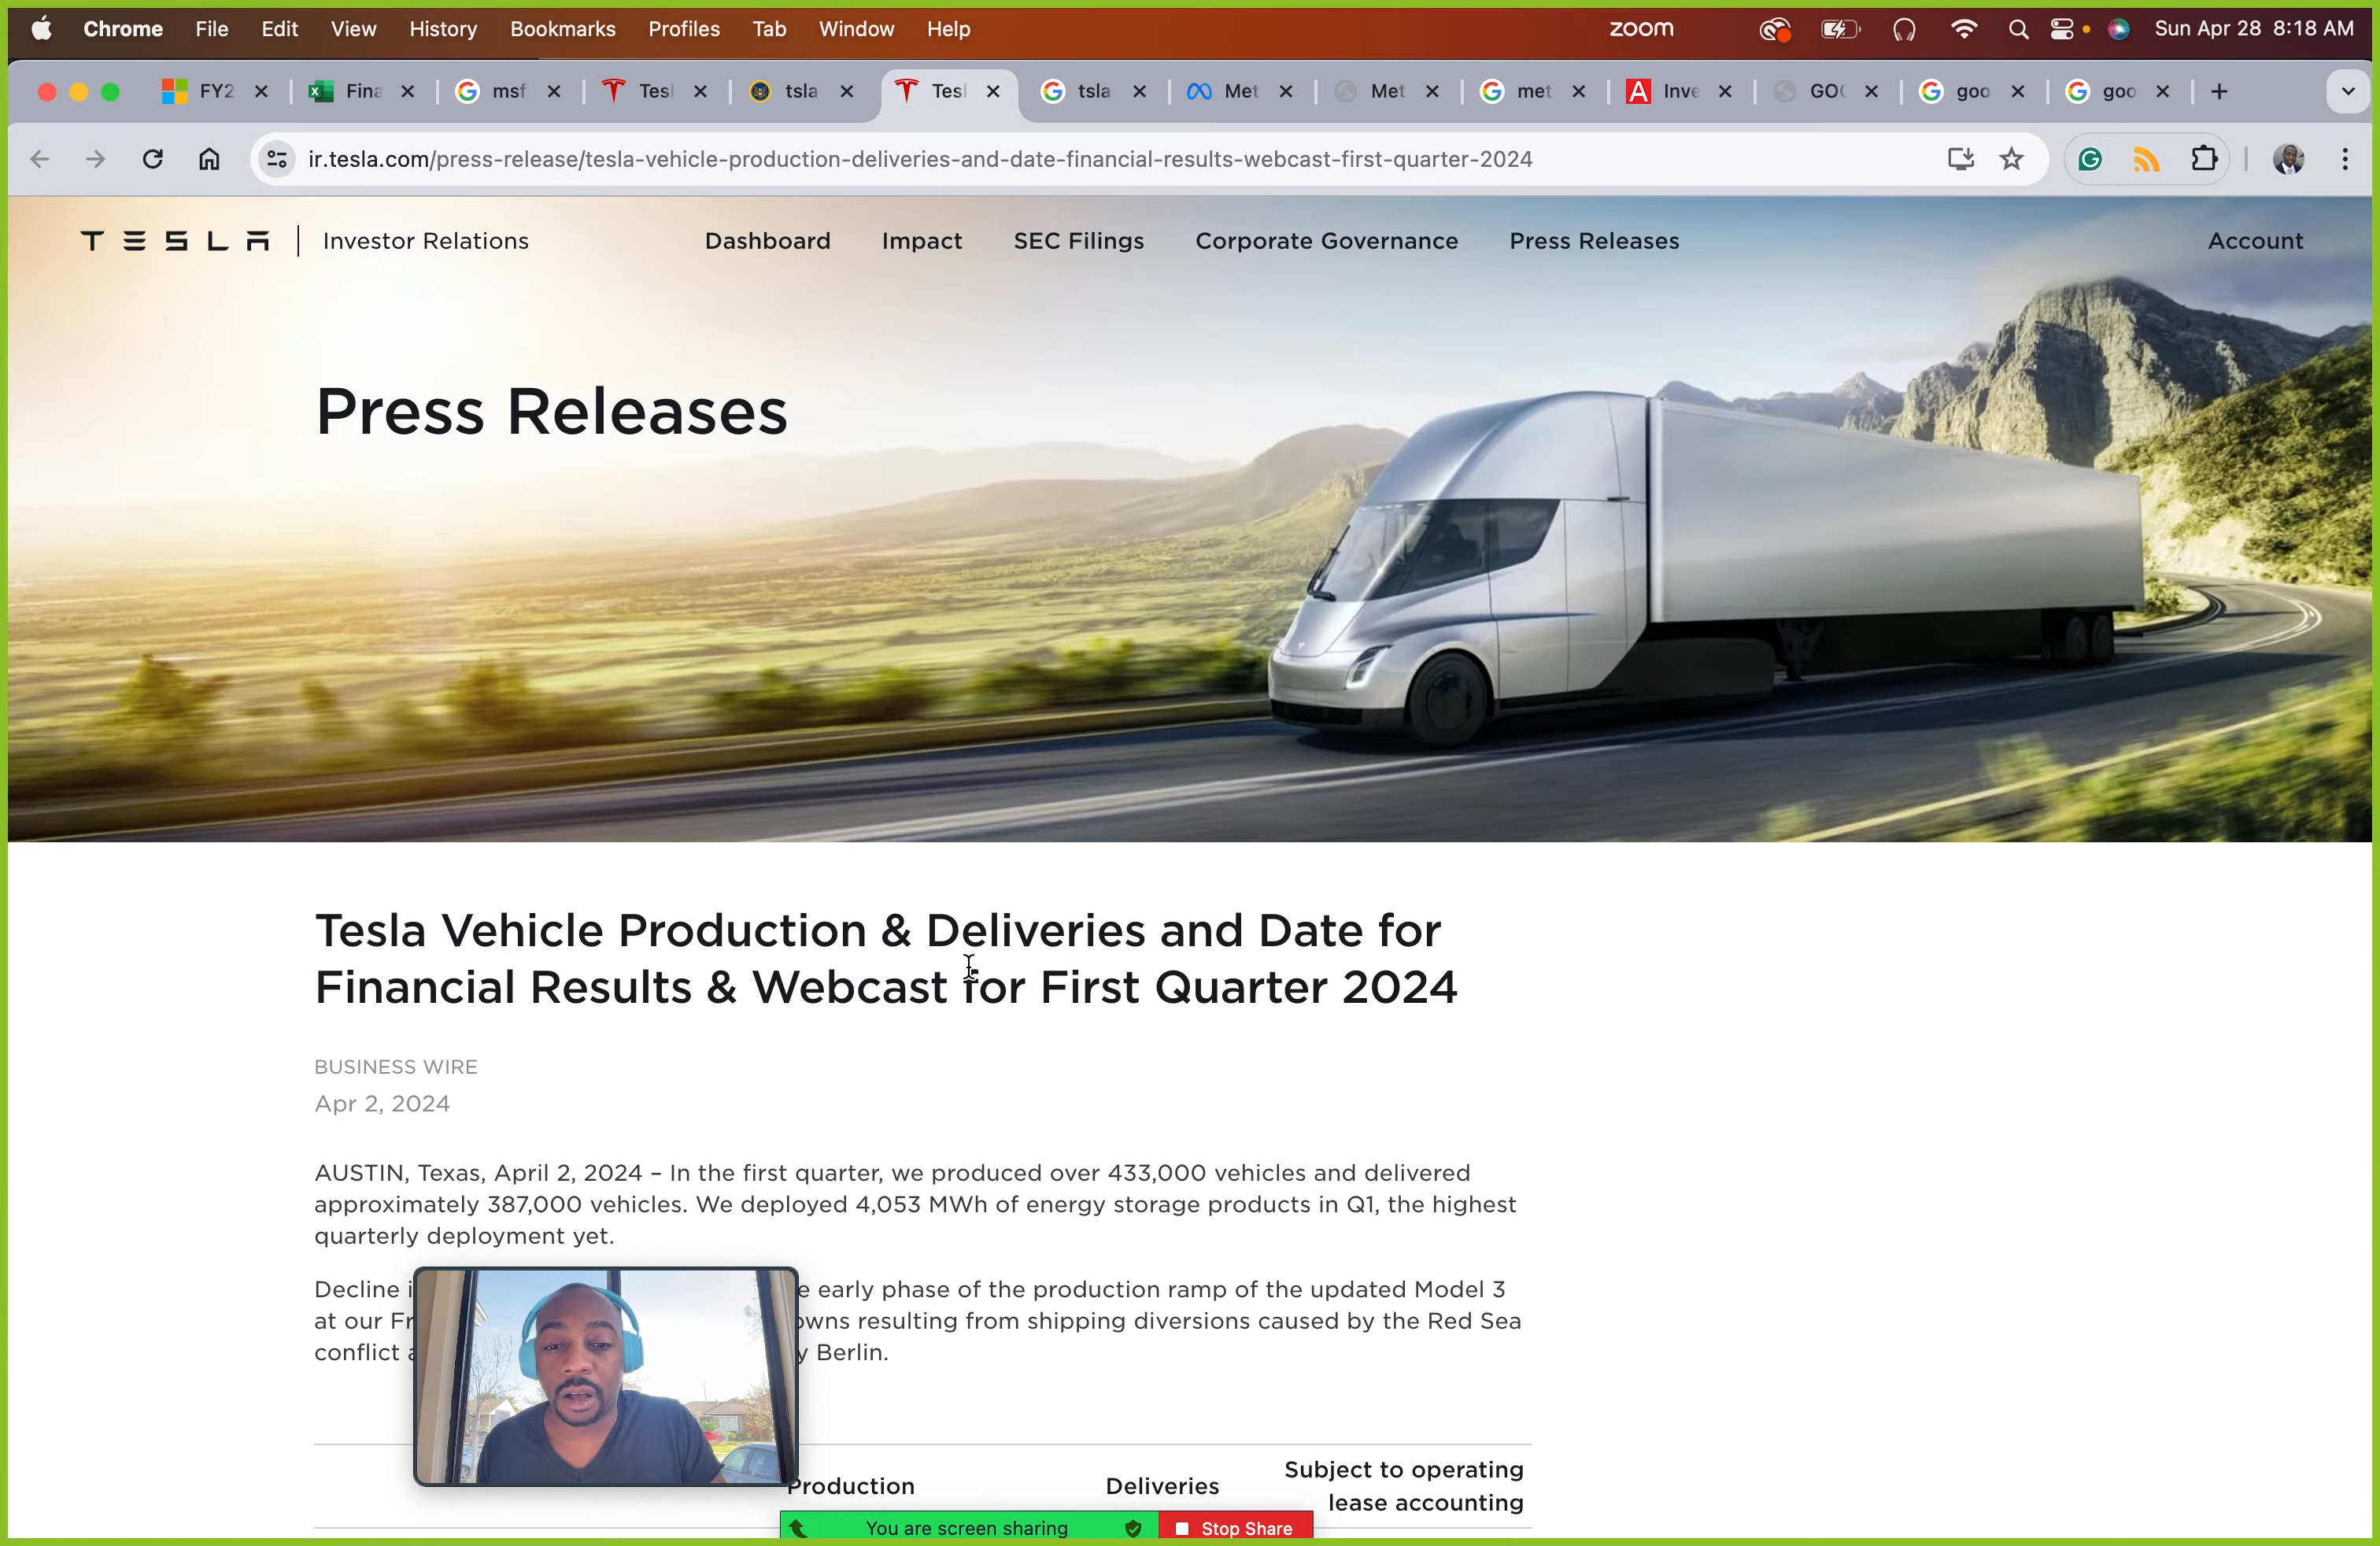 Chrome File Edit View History Bookmarks Profiles Tab Window Help zoom Sun Apr 28 8:18 AM
FY2 Fina msf Tesl tsla Tesl tsla Met Met met Inve GOO goo goo
ir.tesla.com/press-release/tesla-vehicle-production-deliveries-and-date-financial-results-webcast-first-quarter-2024
TESLA Investor Relations Dashboard Impact SEC Filings Corporate Governance Press Releases Account
Press Releases
Tesla Vehicle Production & Deliveries and Date for
Financial Results & Webcast for First Quarter 2024
BUSINESS WIRE
Apr 2, 2024
AUSTIN, Texas, April 2, 2024 – In the first quarter, we produced over 433,000 vehicles and delivered
approximately 387,000 vehicles. We deployed 4,053 MWh of energy storage products in Q1, the highest
quarterly deployment yet.
Decline early phase of the production ramp of the updated Model 3
at our resulting from shipping diversions caused by the Red Sea
conflict Berlin.
Subject to operating
Production Deliveries
lease accounting
You are screen sharing Stop Share